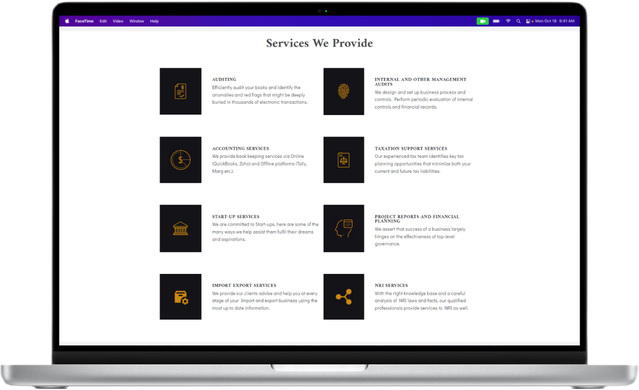 FaceTime Edit Video Window Help Mon Oct 18 9:41 AM
Services We Provide
AUDITING
Efficiently audit your books and identify the
anomalies and red flags that might be deeply
buried in thousands of electronic transactions.
INTERNAL AND OTHER MANAGEMENT
AUDITS
We design and set up business process and
controls. Perform periodic evaluation of internal
controls and financial records.
ACCOUNTING SERVICES
We provide book keeping services via Online
(QuickBooks, Zoho) and Offline platforms (Tally,
Marg etc.)
TAXATION SUPPORT SERVICES
Our experienced tax team identifies key tax
planning opportunities that minimize both your
current and future tax liabilities.
START-UP SERVICES
We are committed to Start-ups, here are some of the
many ways we help assist them fulfil their dreams
and aspirations.
PROJECT REPORTS AND FINANCIAL
PLANNING
We assert that success of a business largely
hinges on the effectiveness of top-level
governance.
IMPORT EXPORT SERVICES
We provide our clients advise and help you at every
stage of your import and export business using the
most up to date information.
NRI SERVICES
With the right knowledge base and a careful
analysis of NRI laws and facts, our qualified
professionals provide services to NRI as well.